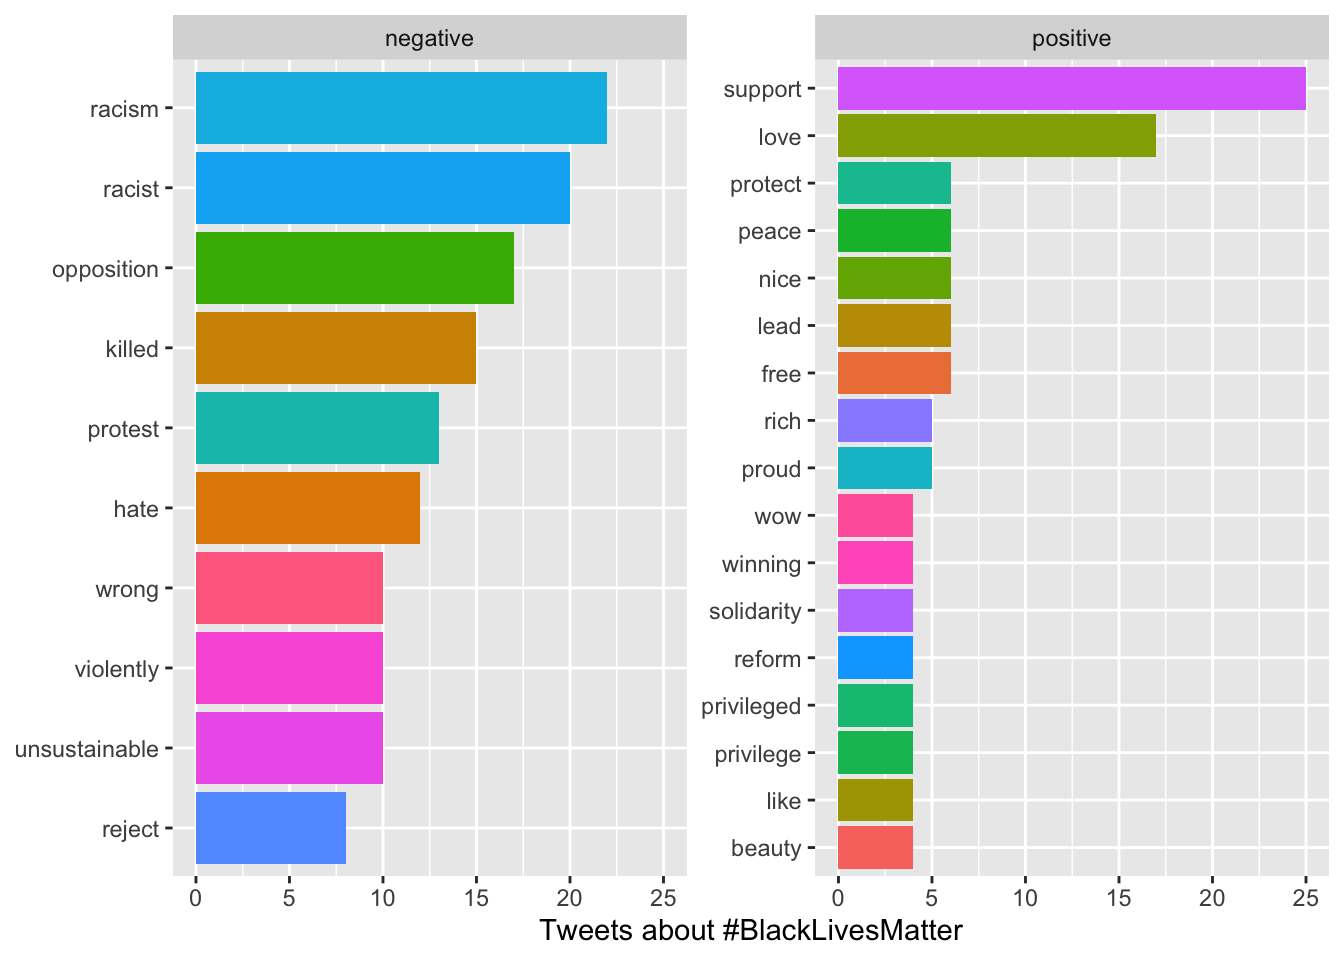 negative
racism
racist
opposition
killed
protest
hate
wrong
violently
unsustainable
reject
0 5 10 15 20 25
positive
support
love
protect
peace
nice
lead
free
rich
proud
wow
winning
solidarity
reform
privileged
privilege
like
beauty
0 5 10 15 20 25
Tweets about #BlackLivesMatter